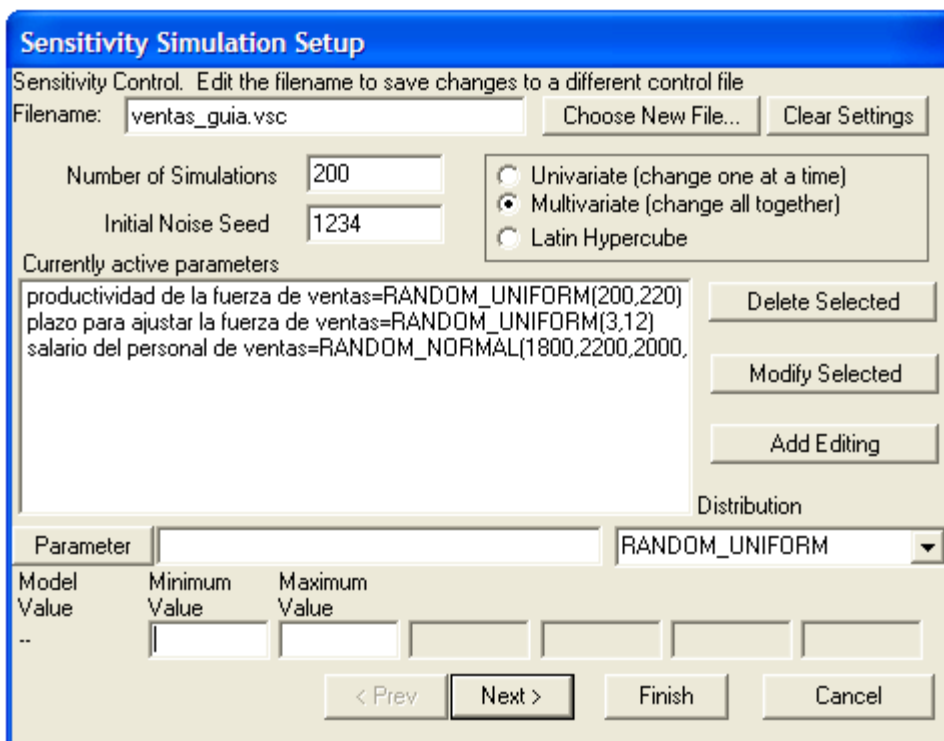 Sensitivity Simulation Setup
Sensitivity Control. Edit the filename to save changes to a different control file
Filename: ventas_guia.vsc Choose New File... Clear Settings
Number of Simulations 200
Initial Noise Seed 1234
Univariate (change one at a time)
Multivariate (change all together)
Latin Hypercube
Currently active parameters
productividad de la fuerza de ventas=RANDOM_UNIFORM(200,220)
plazo para ajustar la fuerza de ventas=RANDOM_UNIFORM(3,12)
salario del personal de ventas=RANDOM_NORMAL(1800,2200,2000,
Delete Selected
Modify Selected
Add Editing
Distribution
Parameter RANDOM_UNIFORM
Model Value Minimum Value Maximum Value
--
< Prev Next > Finish Cancel